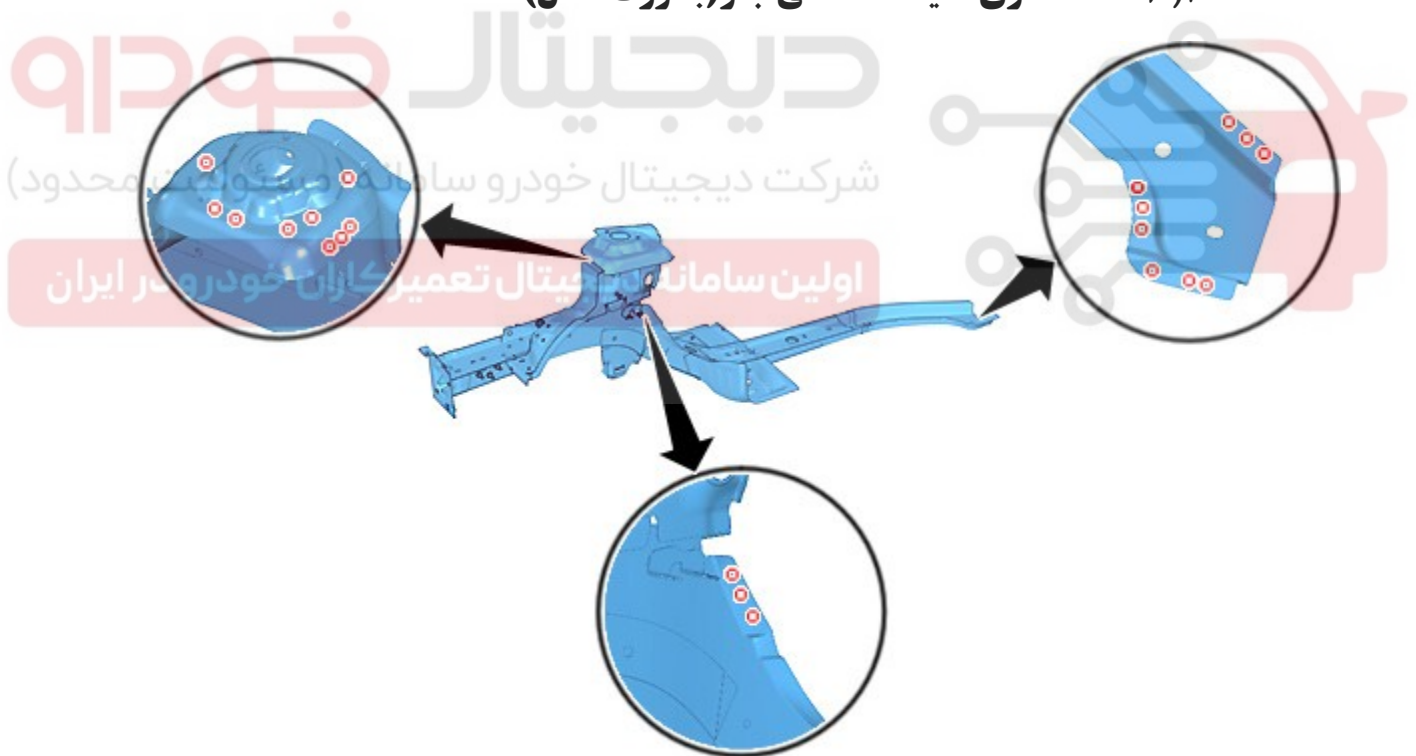 دیجیتال خودرو
شرکت دیجیتال خودرو سامانه مسئولیت محدود)
اولین سامانه دیجیتال تعمیرکاران خودرو در ایران